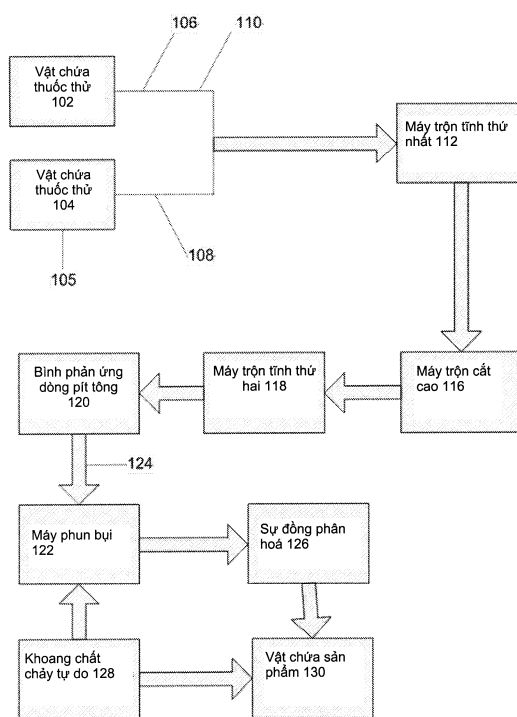 106
110
Vật chứa
thuốc thử
102
Vật chứa
thuốc thử
104
105
108
Máy trộn tĩnh thứ
nhất 112
Bình phản ứng
dòng pít tông
120
Máy trộn tĩnh thứ
hai 118
Máy trộn cắt
cao 116
124
Máy phun bụi
122
Sự đồng phân
hoá 126
Khoang chất
chảy tự do 128
Vật chứa sản
phẩm 130